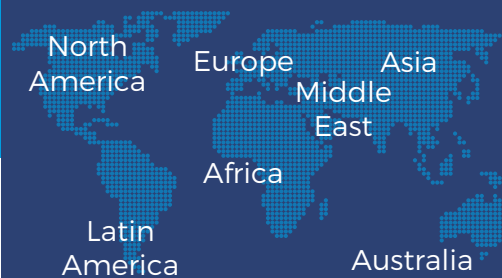 North
America
Europe
Asia
Middle
East
Africa
Latin
America
Australia